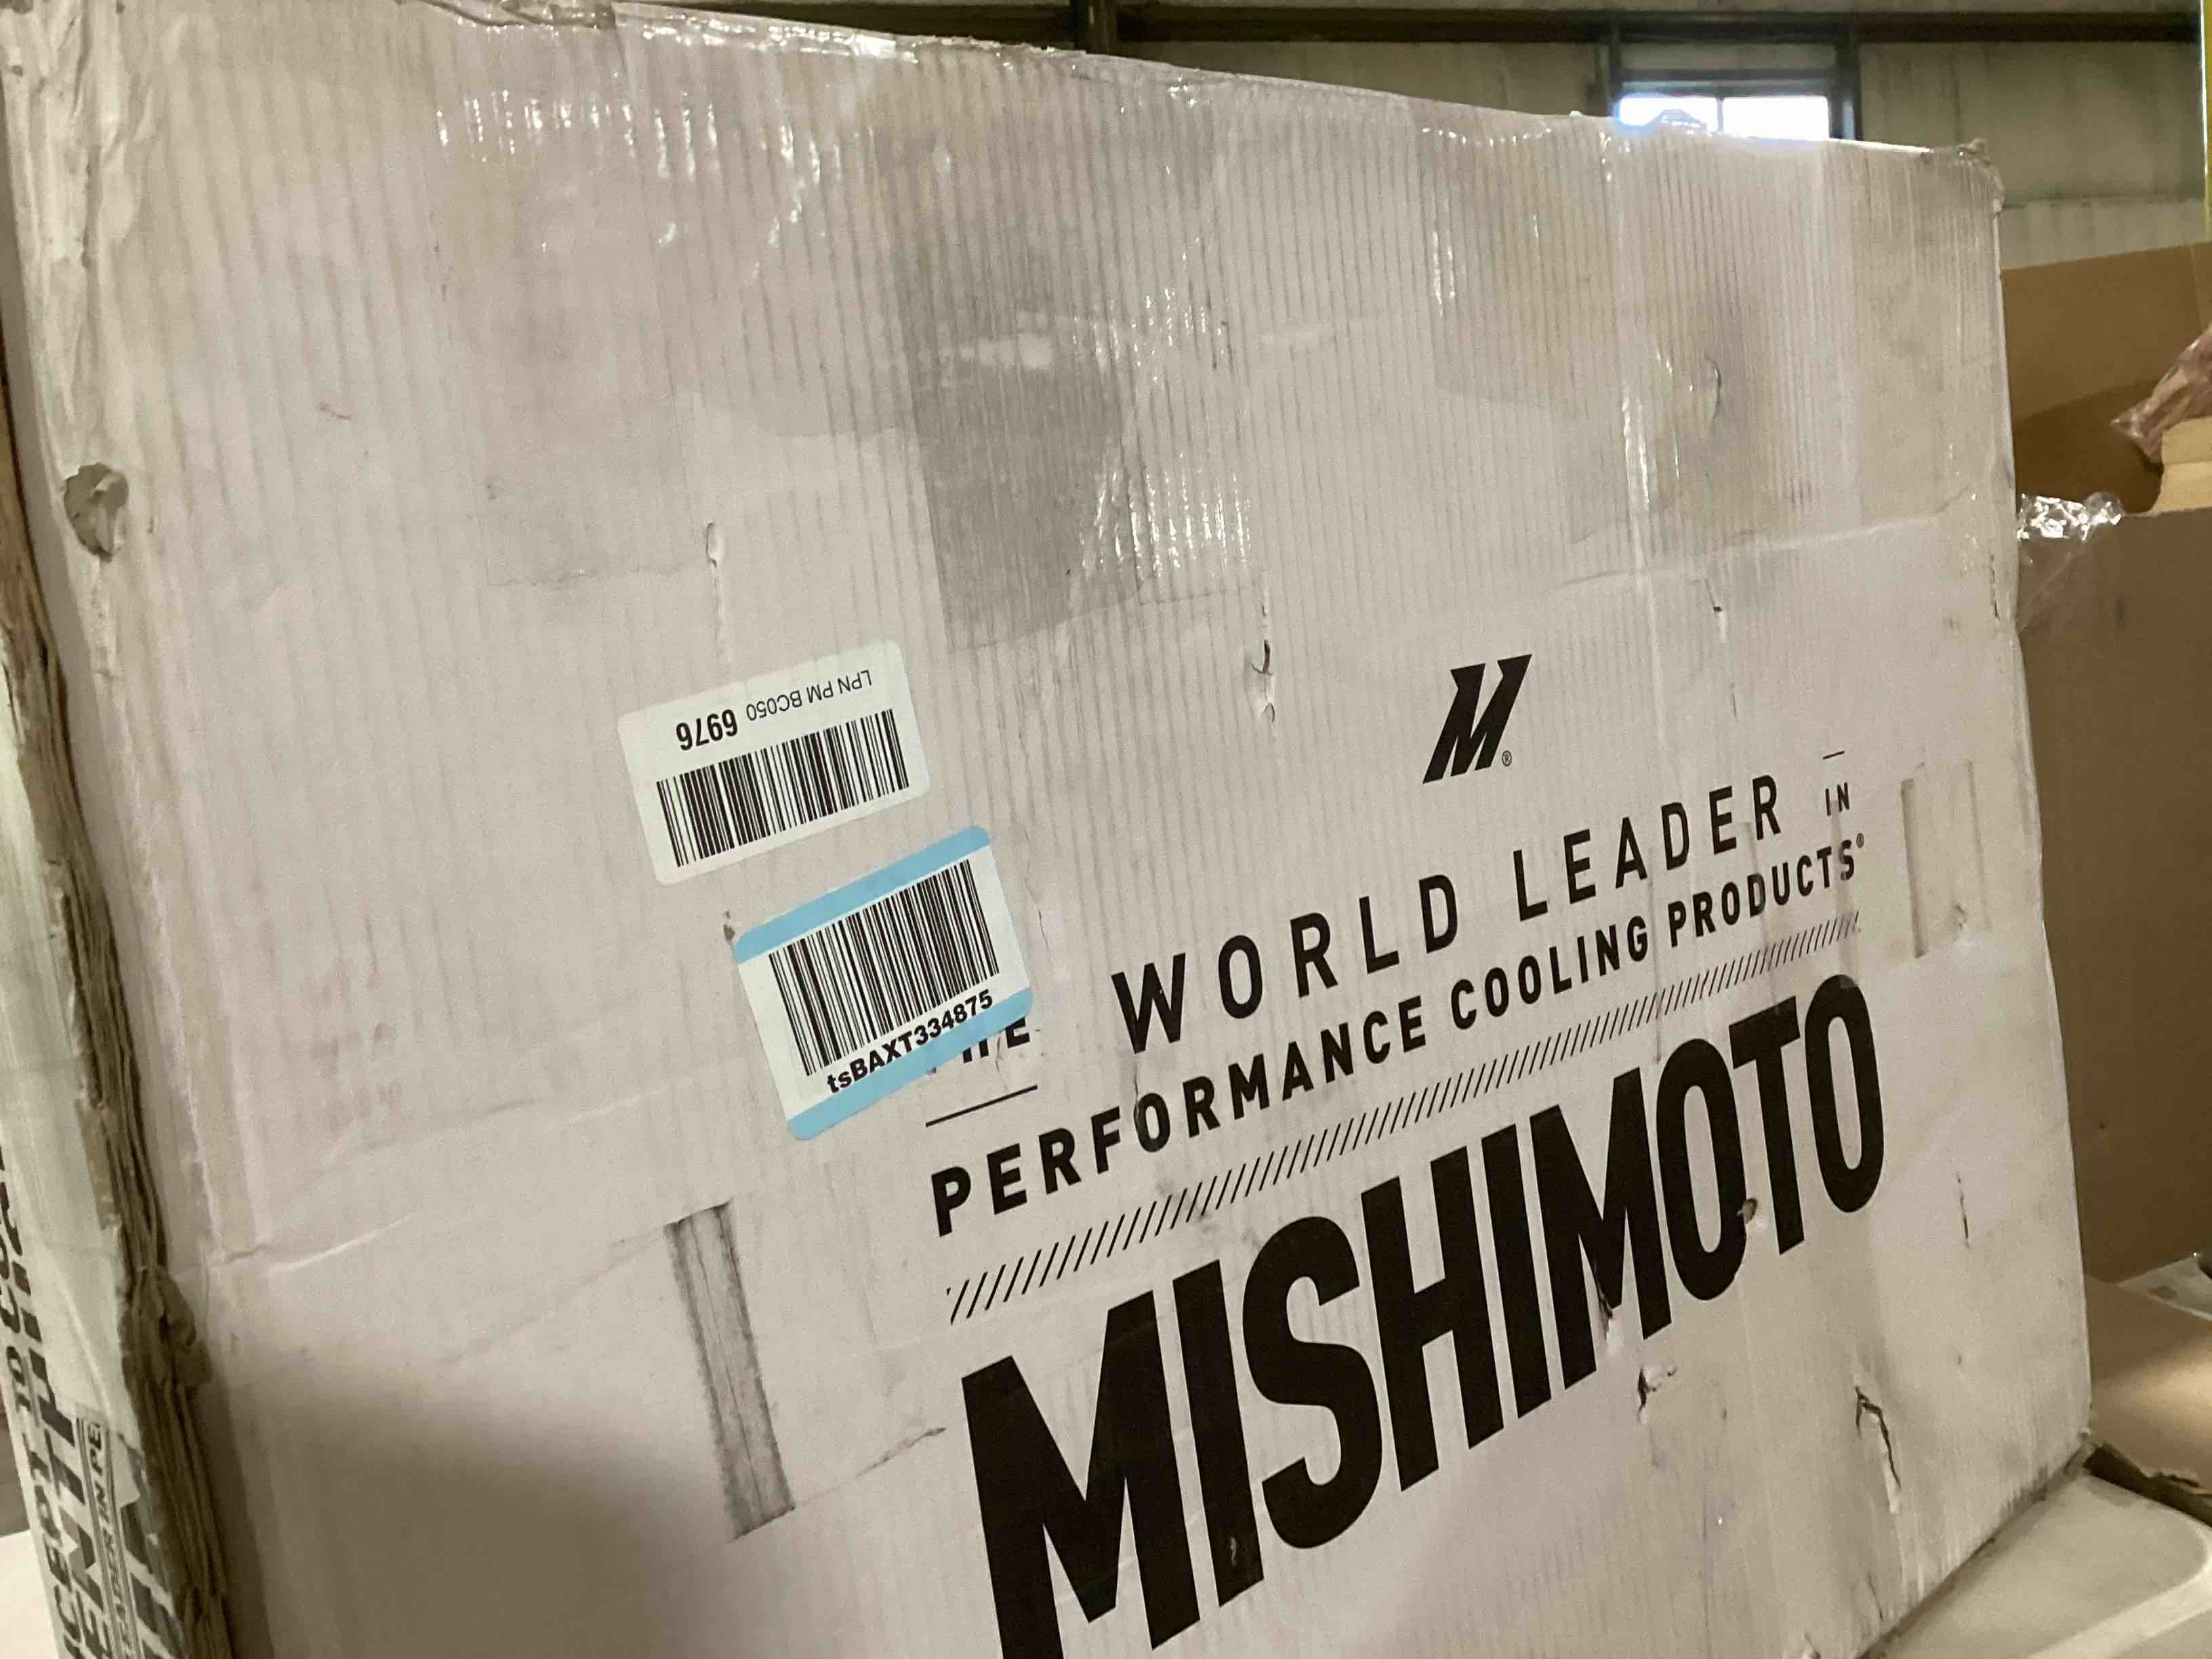 LPN PM BC050 6976
tsBAXT334875
M®
WORLD LEADER IN
PERFORMANCE COOLING PRODUCTS®
MISHIMOTO